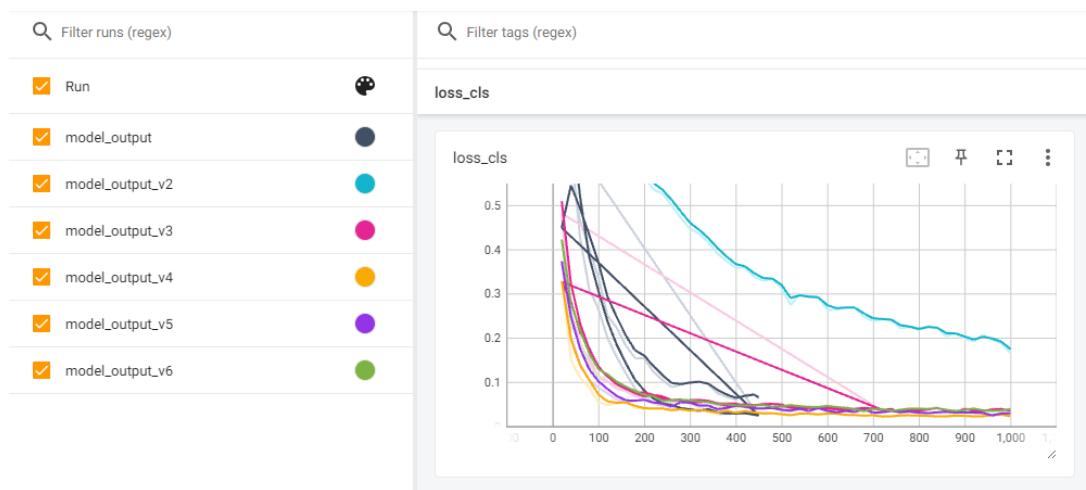 Filter runs (regex)
Filter tags (regex)
Run
loss_cls
model_output
model_output_v2
model_output_v3
model_output_v4
model_output_v5
model_output_v6
loss_cls
0.5
0.4
0.3
0.2
0.1
0 100 200 300 400 500 600 700 800 900 1,000